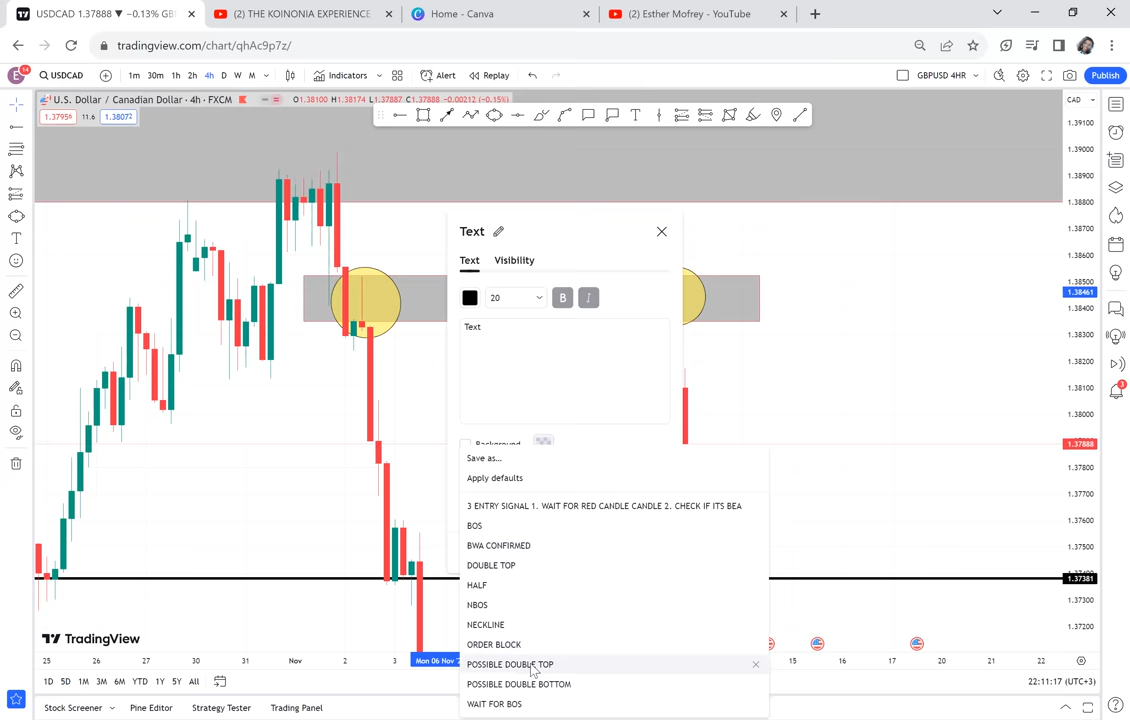 USDCAD 1.37888 ▼ −0.13% GB
(2) THE KOINONIA EXPERIENCE
Home - Canva
(2) Esther Mofrey - YouTube
tradingview.com/chart/qhAc9p7z/
E
14
USDCAD
1m 30m 1h 2h 4h D W M
Indicators
Alert
Replay
GBPUSD 4HR
Publish
U.S. Dollar / Canadian Dollar · 4h · FXCM
O1.38100 H1.38174 L1.37887 C1.37888 −0.00212 (−0.15%)
CAD
1.37956
11.6
1.38072
1.39100
1.39000
1.38900
1.38800
1.38700
1.38600
1.38500
1.38461
1.38400
1.38300
1.38200
1.38100
1.38000
1.37888
1.37800
1.37700
1.37600
1.37500
1.37381
1.37300
1.37200
3
Text
Text
Visibility
20
B
I
Text
Background
Save as...
Apply defaults
3 ENTRY SIGNAL 1. WAIT FOR RED CANDLE CANDLE 2. CHECK IF ITS BEA
BOS
BWA CONFIRMED
DOUBLE TOP
HALF
NBOS
NECKLINE
ORDER BLOCK
POSSIBLE DOUBLE TOP
POSSIBLE DOUBLE BOTTOM
WAIT FOR BOS
TradingView
25 26 27 30 31 Nov 2 3 Mon 06 Nov 15 20 21 22
1D 5D 1M 3M 6M YTD 1Y 5Y All
22:11:17 (UTC+3)
Stock Screener
Pine Editor
Strategy Tester
Trading Panel